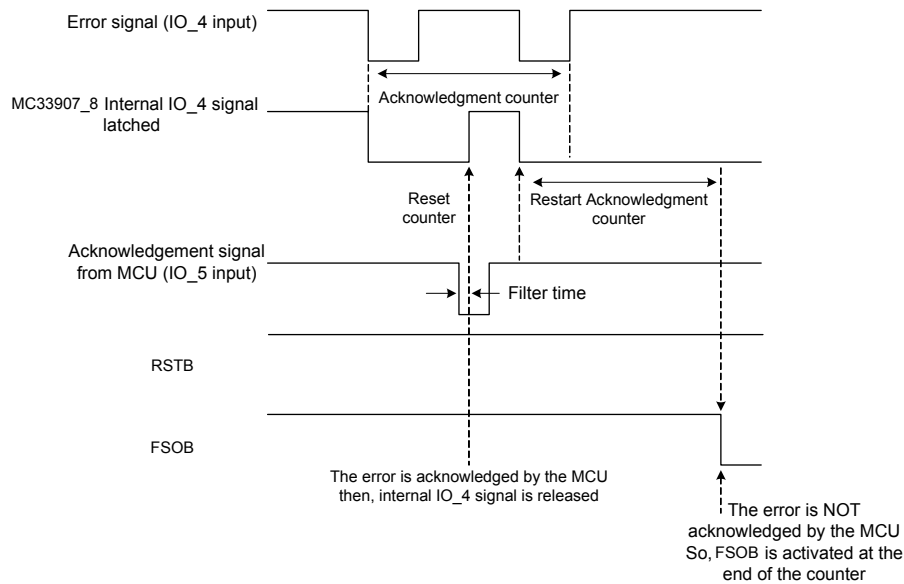 Error signal (IO_4 input)
Acknowledgment counter
MC33907_8 Internal IO_4 signal
latched
Reset
counter
Restart Acknowledgment
counter
Acknowledgement signal
from MCU (IO_5 input)
Filter time
RSTB
FSOB
The error is acknowledged by the MCU
then, internal IO_4 signal is released
The error is NOT
acknowledged by the MCU
So, FSOB is activated at the
end of the counter